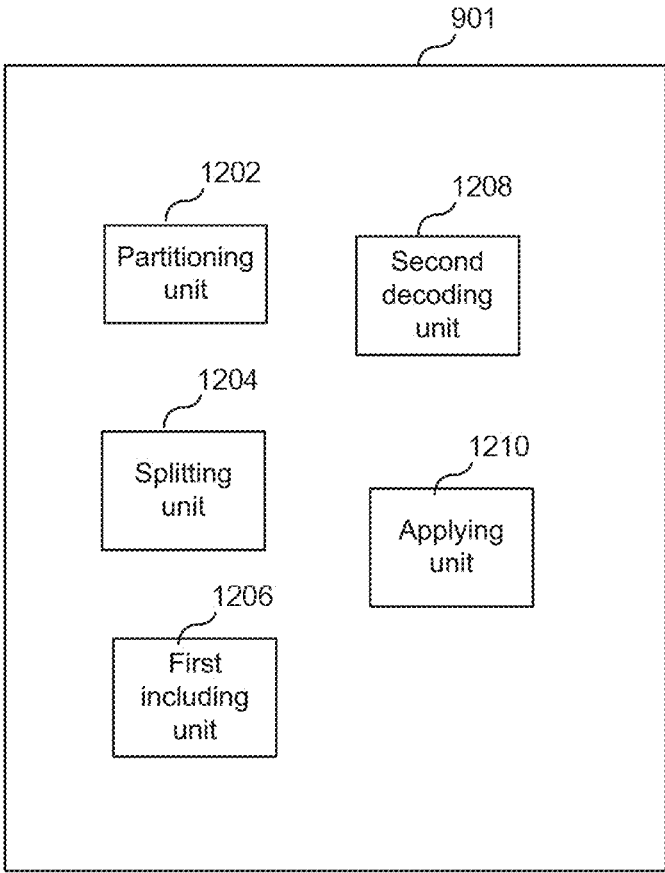 901
1202
Partitioning
unit
1208
Second
decoding
unit
1204
Splitting
unit
1210
Applying
unit
1206
First
including
unit